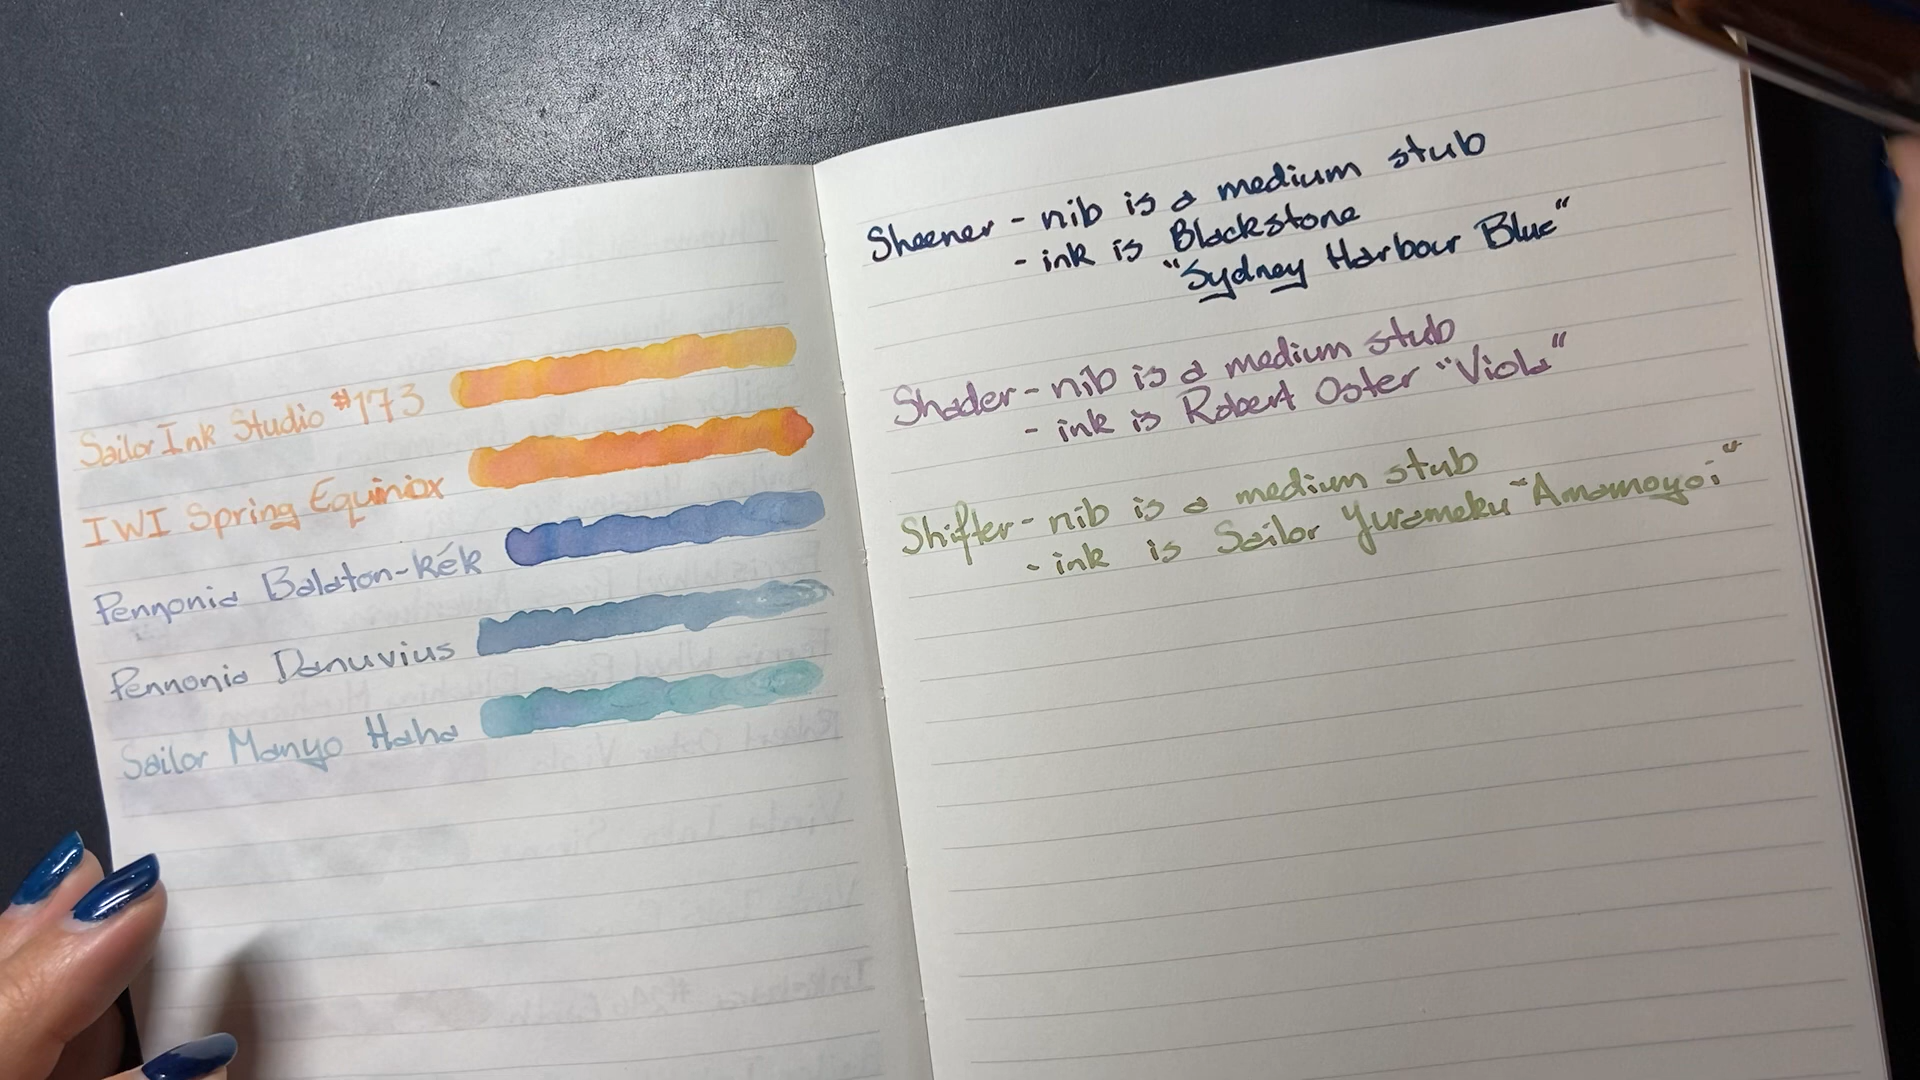 Sailor Ink Studio #173
IWI Spring Equinox
Pennonia Balaton-kék
Pennonia Danuvius
Sailor Manyo Haha
Sheener - nib is a medium stub
- ink is Blackstone
"Sydney Harbour Blue"
Shader - nib is a medium stub
- ink is Robert Oster "Viola"
Shifter - nib is a medium stub
- ink is Sailor Yurameku "Amamoyoi"